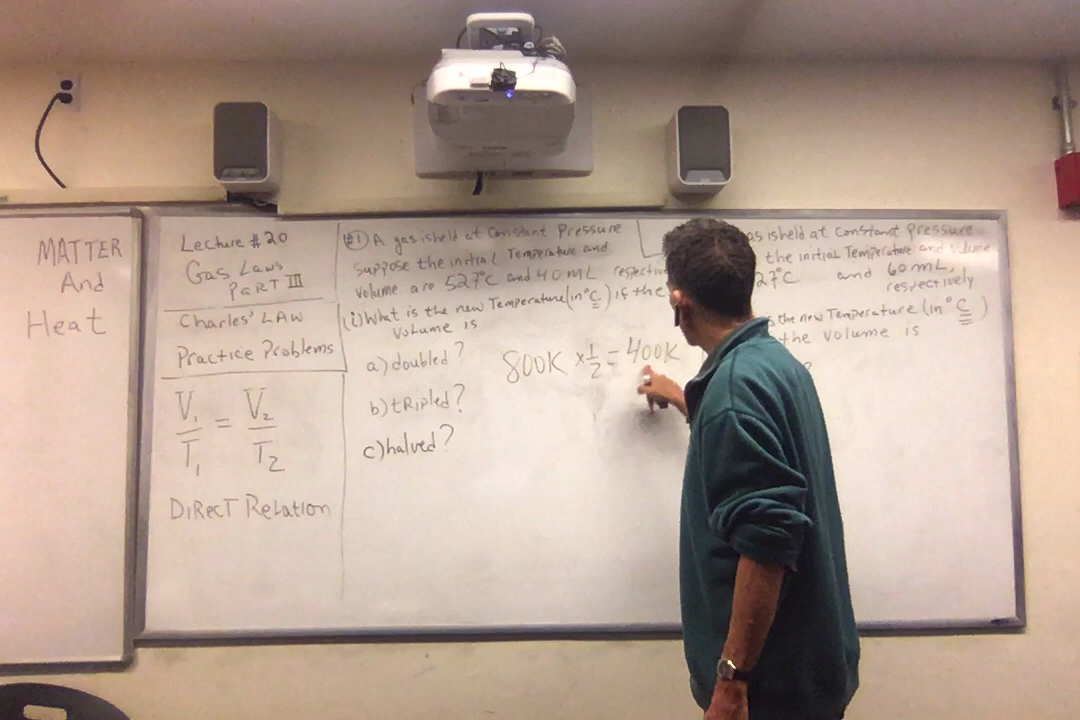 MATTER
And
Heat
Lecture #20
Gas Laws
PaRT III
Charles' LAW
Practice Problems
V₁/T₁ = V₂/T₂
DiRecT Relation
#1 A gas is held at Constant Pressure
suppose the initial Temperature and
volume are 527°C and 40 mL respective
(i) What is the new Temperature (in °C) if the
volume is
a) doubled?
b) tRipled?
c) halved?
800K × 1/2 = 400K
as is held at Constant Pressure
the initial Temperature and volume
27°C and 60 mL,
respectively
the new Temperature (in °C)
the volume is
?